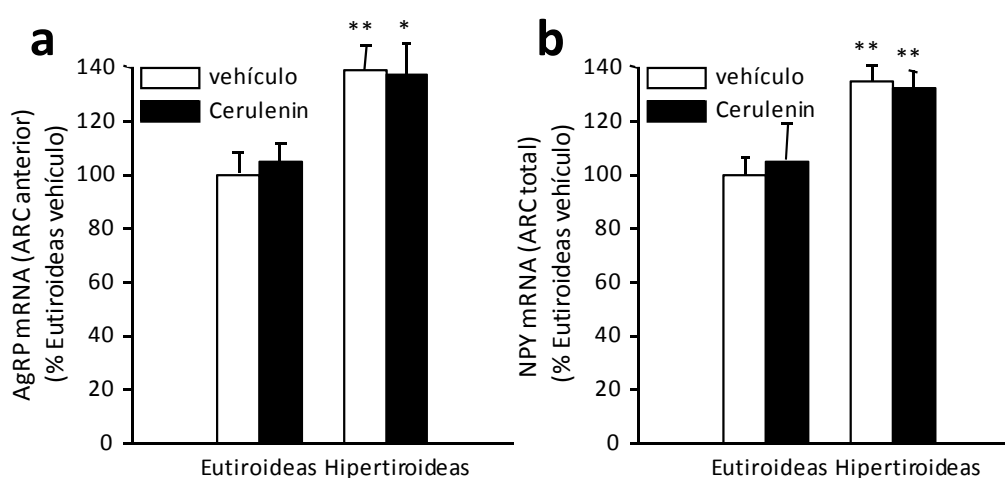 a
AgRP mRNA (ARC anterior)
(% Eutiroideas vehículo)
140
120
100
80
60
40
20
0
vehículo
Cerulenin
** *
Eutiroideas Hipertiroideas
b
NPY mRNA (ARC total)
(% Eutiroideas vehículo)
140
120
100
80
60
40
20
0
vehículo
Cerulenin
** **
Eutiroideas Hipertiroideas